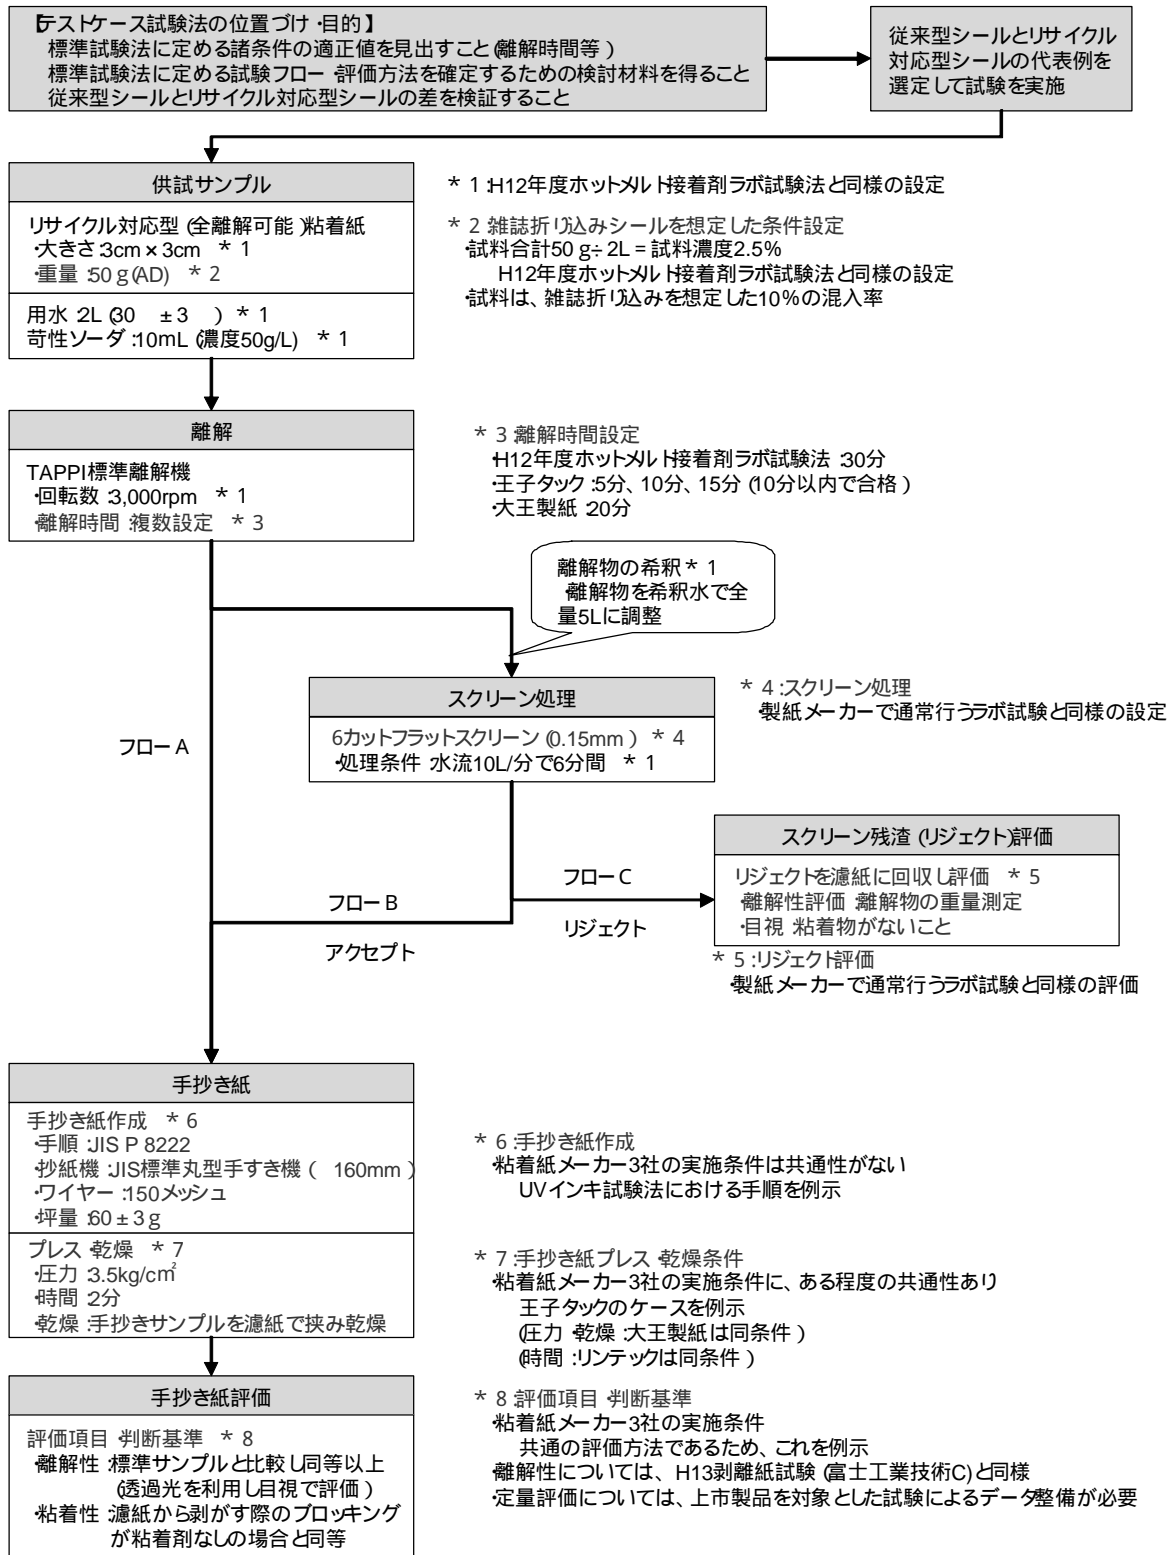 【テストケース試験法の位置づけ・目的】
標準試験法に定める諸条件の適正値を見出すこと（離解時間等）
標準試験法に定める試験フロー・評価方法を確定するための検討材料を得ること
従来型シールとリサイクル対応型シールの差を検証すること
従来型シールとリサイクル
対応型シールの代表例を
選定して試験を実施
供試サンプル
リサイクル対応型（全離解可能）粘着紙
・大きさ：3cm×3cm ＊1
・重量：50g(AD) ＊2
用水：2L（30 ±3 ）＊1
苛性ソーダ：10mL（濃度50g/L) ＊1
＊1：H12年度ホットメルト接着剤ラボ試験法と同様の設定
＊2：雑誌折り込みシールを想定した条件設定
・試料合計50g÷2L=試料濃度2.5%
H12年度ホットメルト接着剤ラボ試験法と同様の設定
・試料は、雑誌折り込みを想定した10%の混入率
離解
TAPPI標準離解機
・回転数：3,000rpm ＊1
・離解時間：複数設定 ＊3
＊3：離解時間設定
・H12年度ホットメルト接着剤ラボ試験法：30分
・王子タック：5分、10分、15分（10分以内で合格）
・大王製紙：20分
離解物の希釈＊1
・離解物を希釈水で全
量5Lに調整
スクリーン処理
6カットフラットスクリーン（0.15mm）＊4
・処理条件：水流10L/分で6分間 ＊1
＊4：スクリーン処理
・製紙メーカーで通常行うラボ試験と同様の設定
フローA
フローB
アクセプト
フローC
リジェクト
スクリーン残渣（リジェクト）評価
リジェクトを濾紙に回収し評価 ＊5
・離解性評価：離解物の重量測定
・目視：粘着物がないこと
＊5：リジェクト評価
・製紙メーカーで通常行うラボ試験と同様の評価
手抄き紙
手抄き紙作成 ＊6
・手順：JIS P 8222
・抄紙機：JIS標準丸型手すき機（ 160mm）
・ワイヤー：150メッシュ
・坪量：60±3g
プレス・乾燥 ＊7
・圧力：3.5kg/c㎡
・時間：2分
・乾燥：手抄きサンプルを濾紙で挟み乾燥
＊6：手抄き紙作成
・粘着紙メーカー3社の実施条件は共通性がない
UVインキ試験法における手順を例示
＊7：手抄き紙プレス・乾燥条件
・粘着紙メーカー3社の実施条件に、ある程度の共通性あり
王子タックのケースを例示
（圧力・乾燥：大王製紙は同条件）
（時間：リンテックは同条件）
手抄き紙評価
評価項目・判断基準 ＊8
・離解性：標準サンプルと比較し同等以上
（透過光を利用し目視で評価）
・粘着性：濾紙から剥がす際のブロッキング
が粘着剤なしの場合と同等
＊8：評価項目・判断基準
・粘着紙メーカー3社の実施条件
共通の評価方法であるため、これを例示
・離解性については、H13剥離紙試験（富士工業技術C)と同様
・定量評価については、上市製品を対象とした試験によるデータ整備が必要